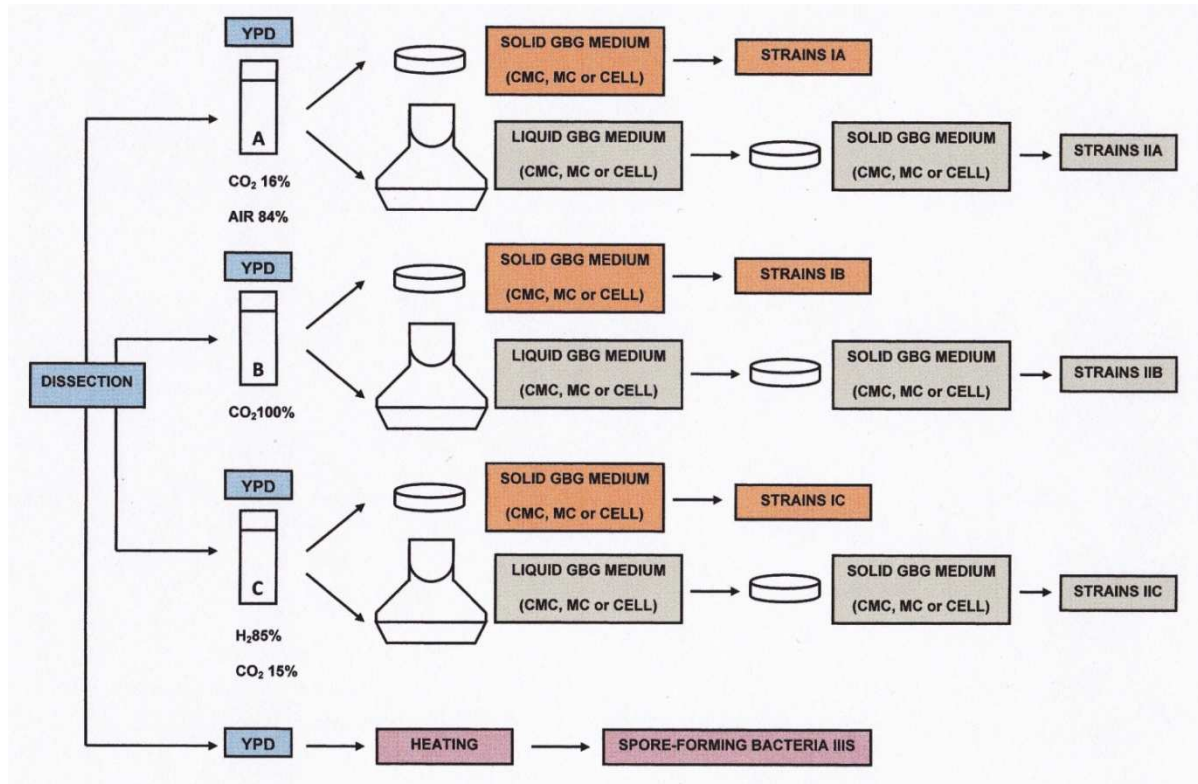 YPD
A
CO₂ 16%
AIR 84%
SOLID GBG MEDIUM
(CMC, MC or CELL)
STRAINS IA
LIQUID GBG MEDIUM
(CMC, MC or CELL)
SOLID GBG MEDIUM
(CMC, MC or CELL)
STRAINS IIA
YPD
B
CO₂100%
SOLID GBG MEDIUM
(CMC, MC or CELL)
STRAINS IB
LIQUID GBG MEDIUM
(CMC, MC or CELL)
SOLID GBG MEDIUM
(CMC, MC or CELL)
STRAINS IIB
DISSECTION
YPD
C
H₂85%
CO₂ 15%
SOLID GBG MEDIUM
(CMC, MC or CELL)
STRAINS IC
LIQUID GBG MEDIUM
(CMC, MC or CELL)
SOLID GBG MEDIUM
(CMC, MC or CELL)
STRAINS IIC
YPD
HEATING
SPORE-FORMING BACTERIA IIIS